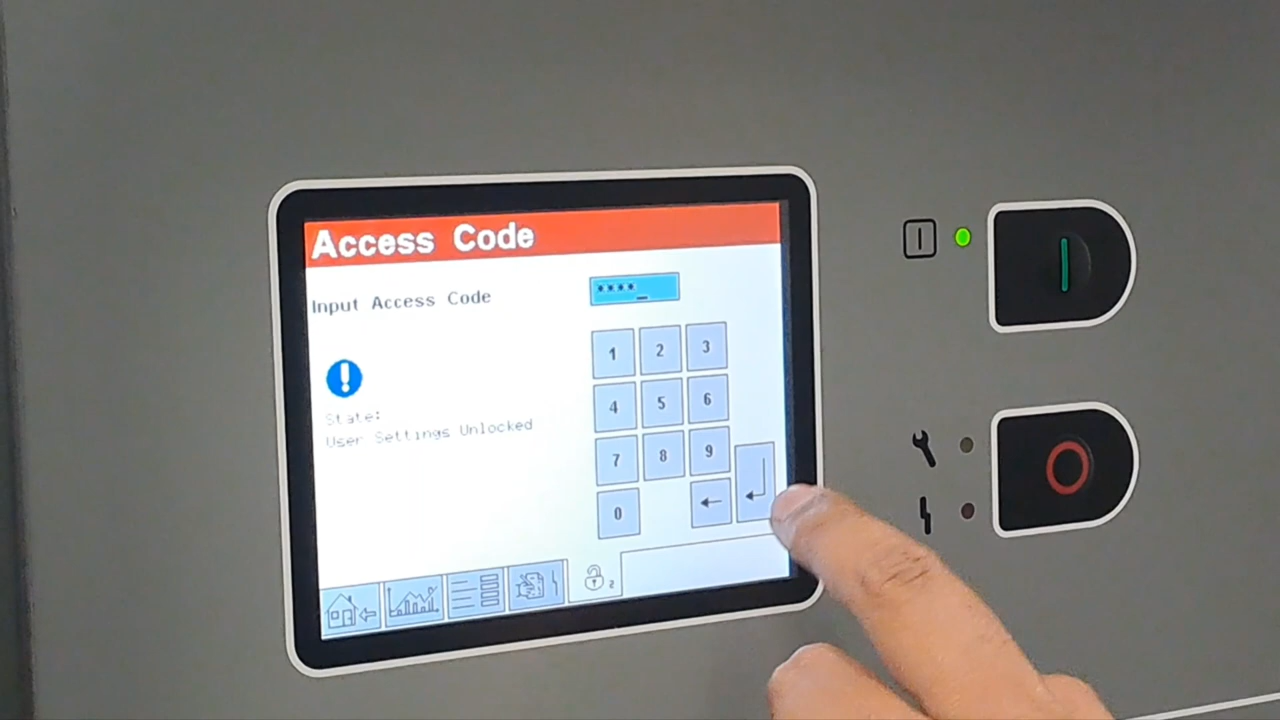 Access Code
Input Access Code
****_
1 2 3
4 5 6
State:
User Settings Unlocked
7 8 9
0
2